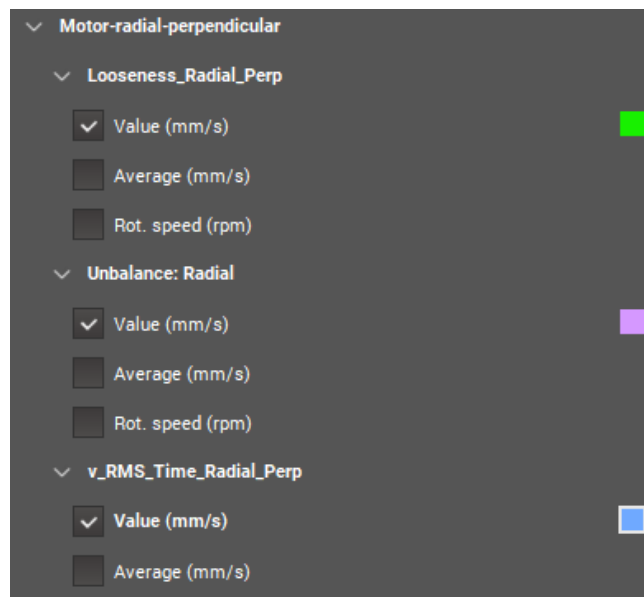 Motor-radial-perpendicular
Looseness_Radial_Perp
Value (mm/s)
Average (mm/s)
Rot. speed (rpm)
Unbalance: Radial
Value (mm/s)
Average (mm/s)
Rot. speed (rpm)
v_RMS_Time_Radial_Perp
Value (mm/s)
Average (mm/s)